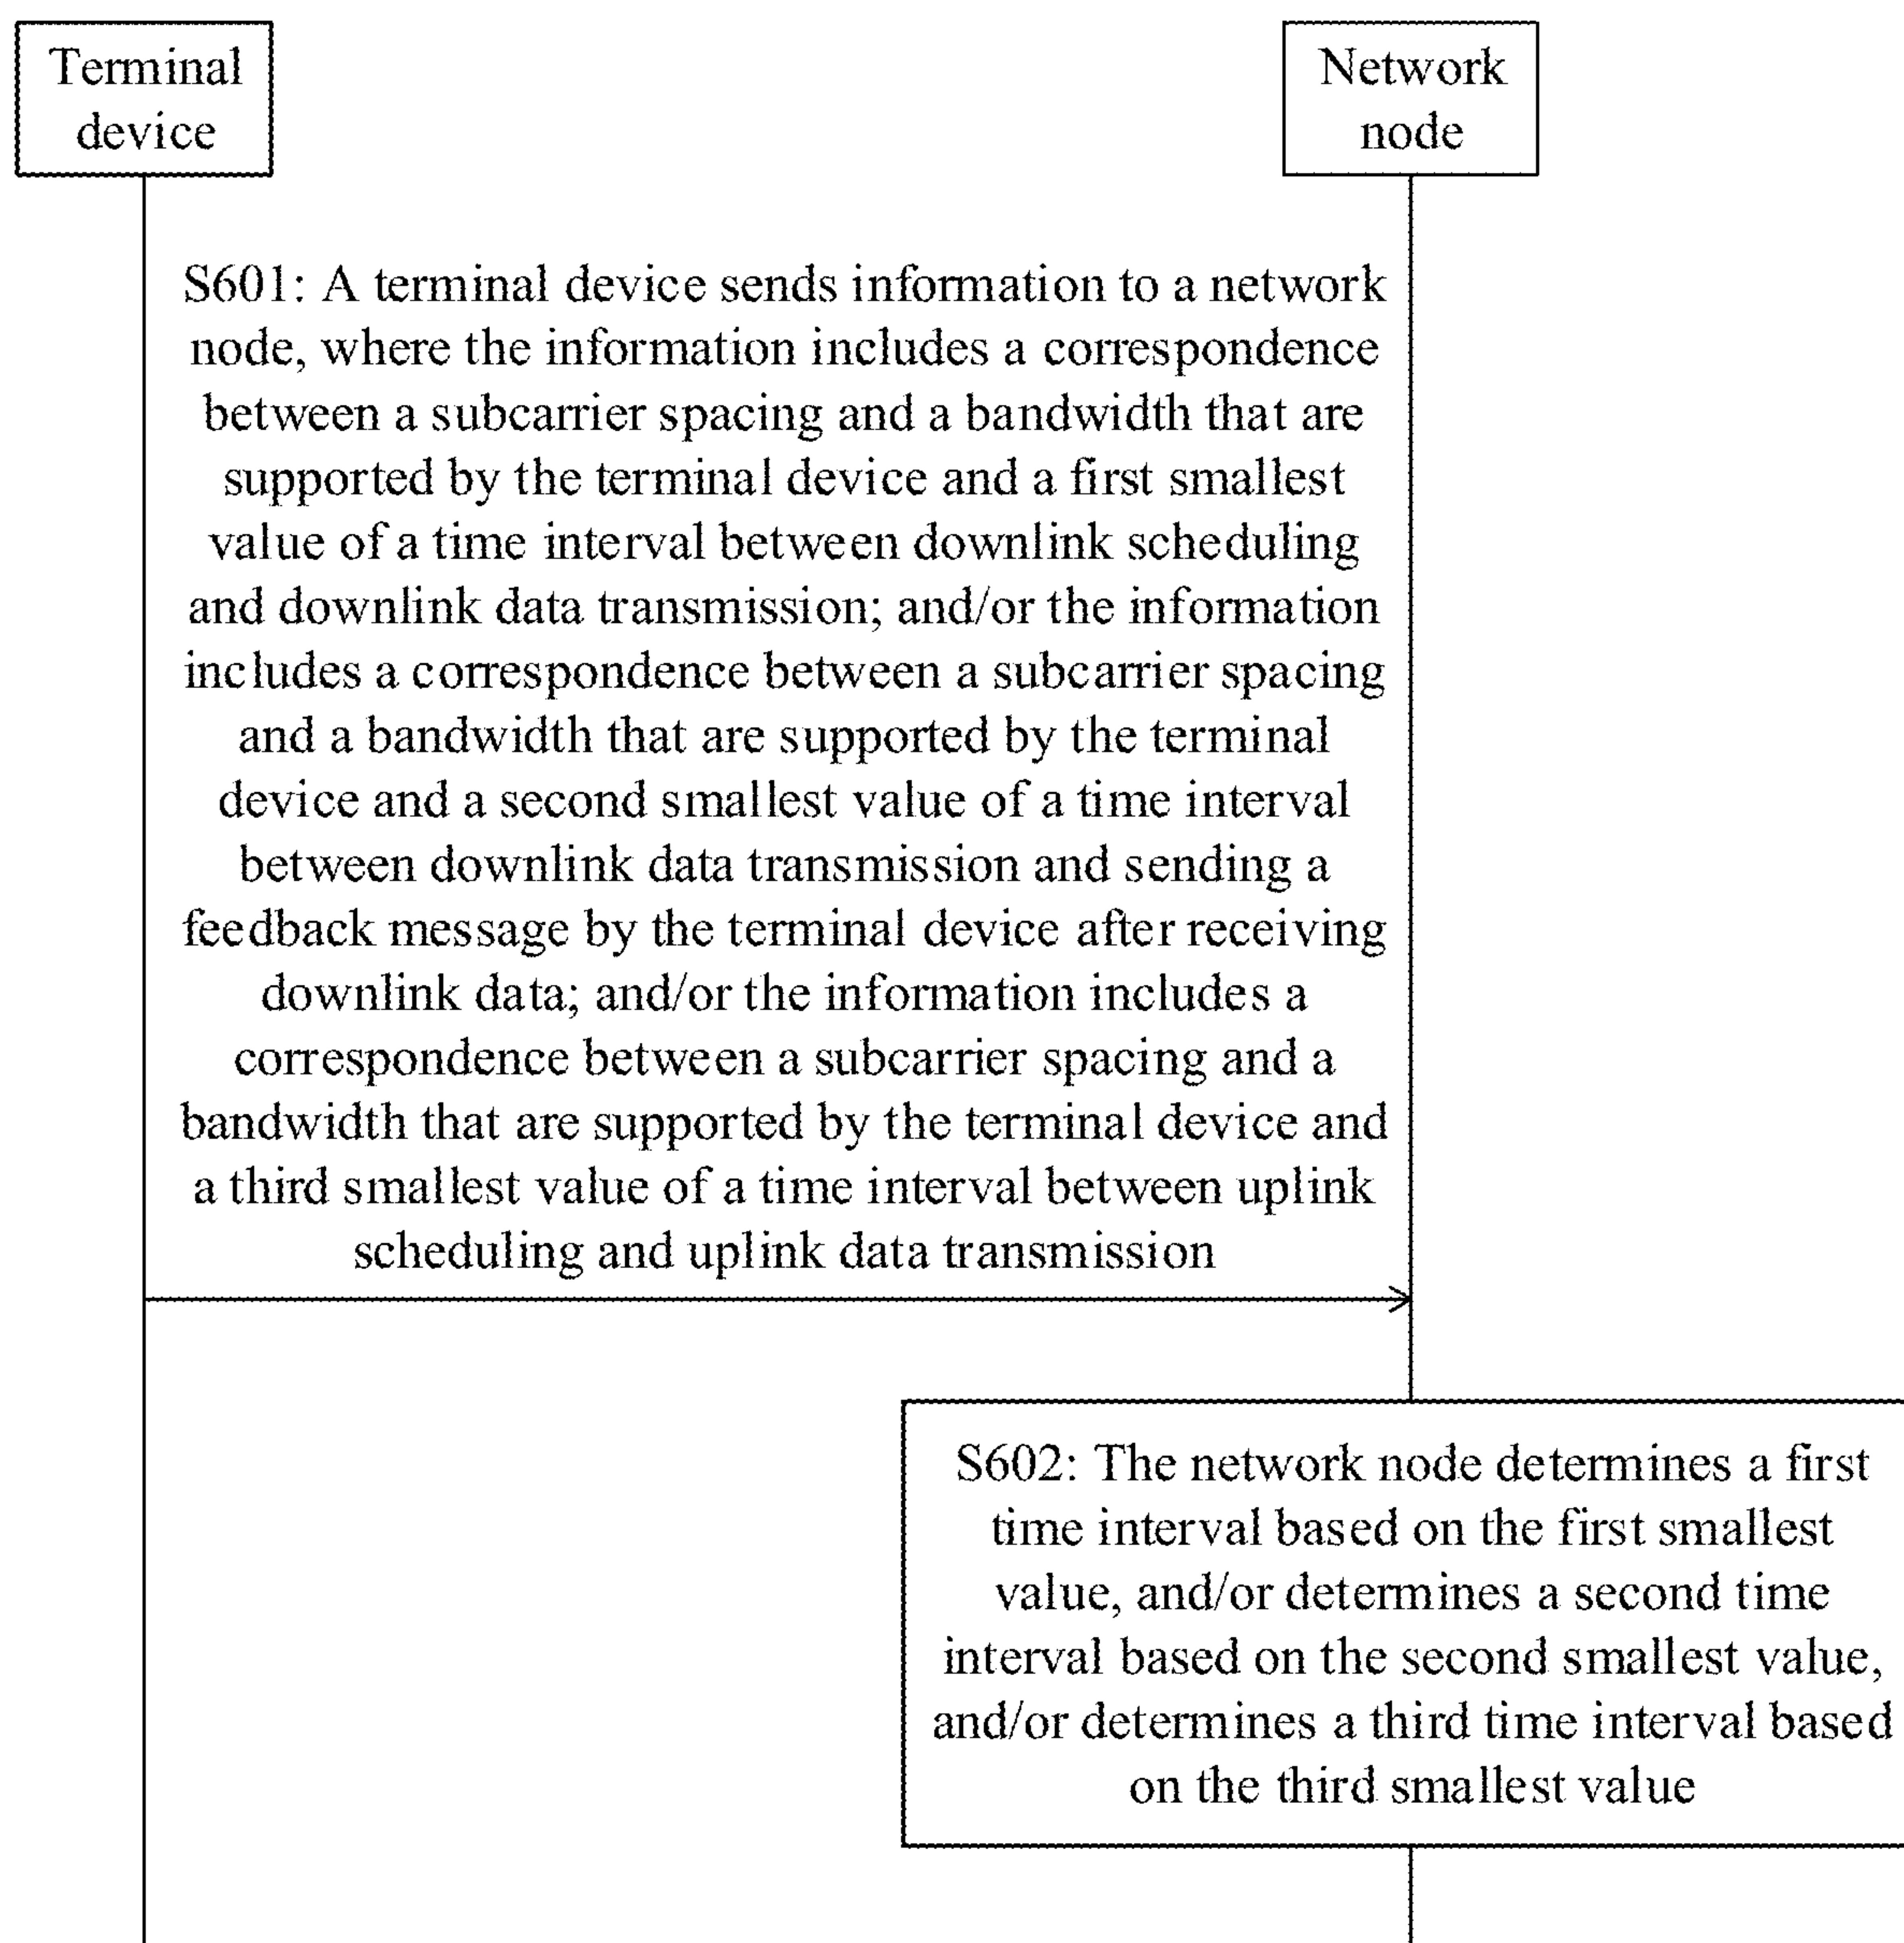 Terminal
device
Network
node
S601: A terminal device sends information to a network
node, where the information includes a correspondence
between a subcarrier spacing and a bandwidth that are
supported by the terminal device and a first smallest
value of a time interval between downlink scheduling
and downlink data transmission; and/or the information
includes a correspondence between a subcarrier spacing
and a bandwidth that are supported by the terminal
device and a second smallest value of a time interval
between downlink data transmission and sending a
feedback message by the terminal device after receiving
downlink data; and/or the information includes a
correspondence between a subcarrier spacing and a
bandwidth that are supported by the terminal device and
a third smallest value of a time interval between uplink
scheduling and uplink data transmission
S602: The network node determines a first
time interval based on the first smallest
value, and/or determines a second time
interval based on the second smallest value,
and/or determines a third time interval based
on the third smallest value